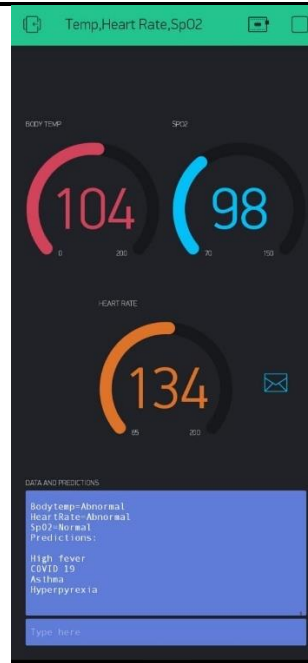 Temp,Heart Rate,SpO2
BODY TEMP
SPO2
104
98
0 200
70 150
HEART RATE
134
85 200
DATA AND PREDICTIONS
Bodytemp=Abnormal
HeartRate=Abnormal
SpO2=Normal
Predictions:
High fever
COVID 19
Asthma
Hyperpyrexia
Type here